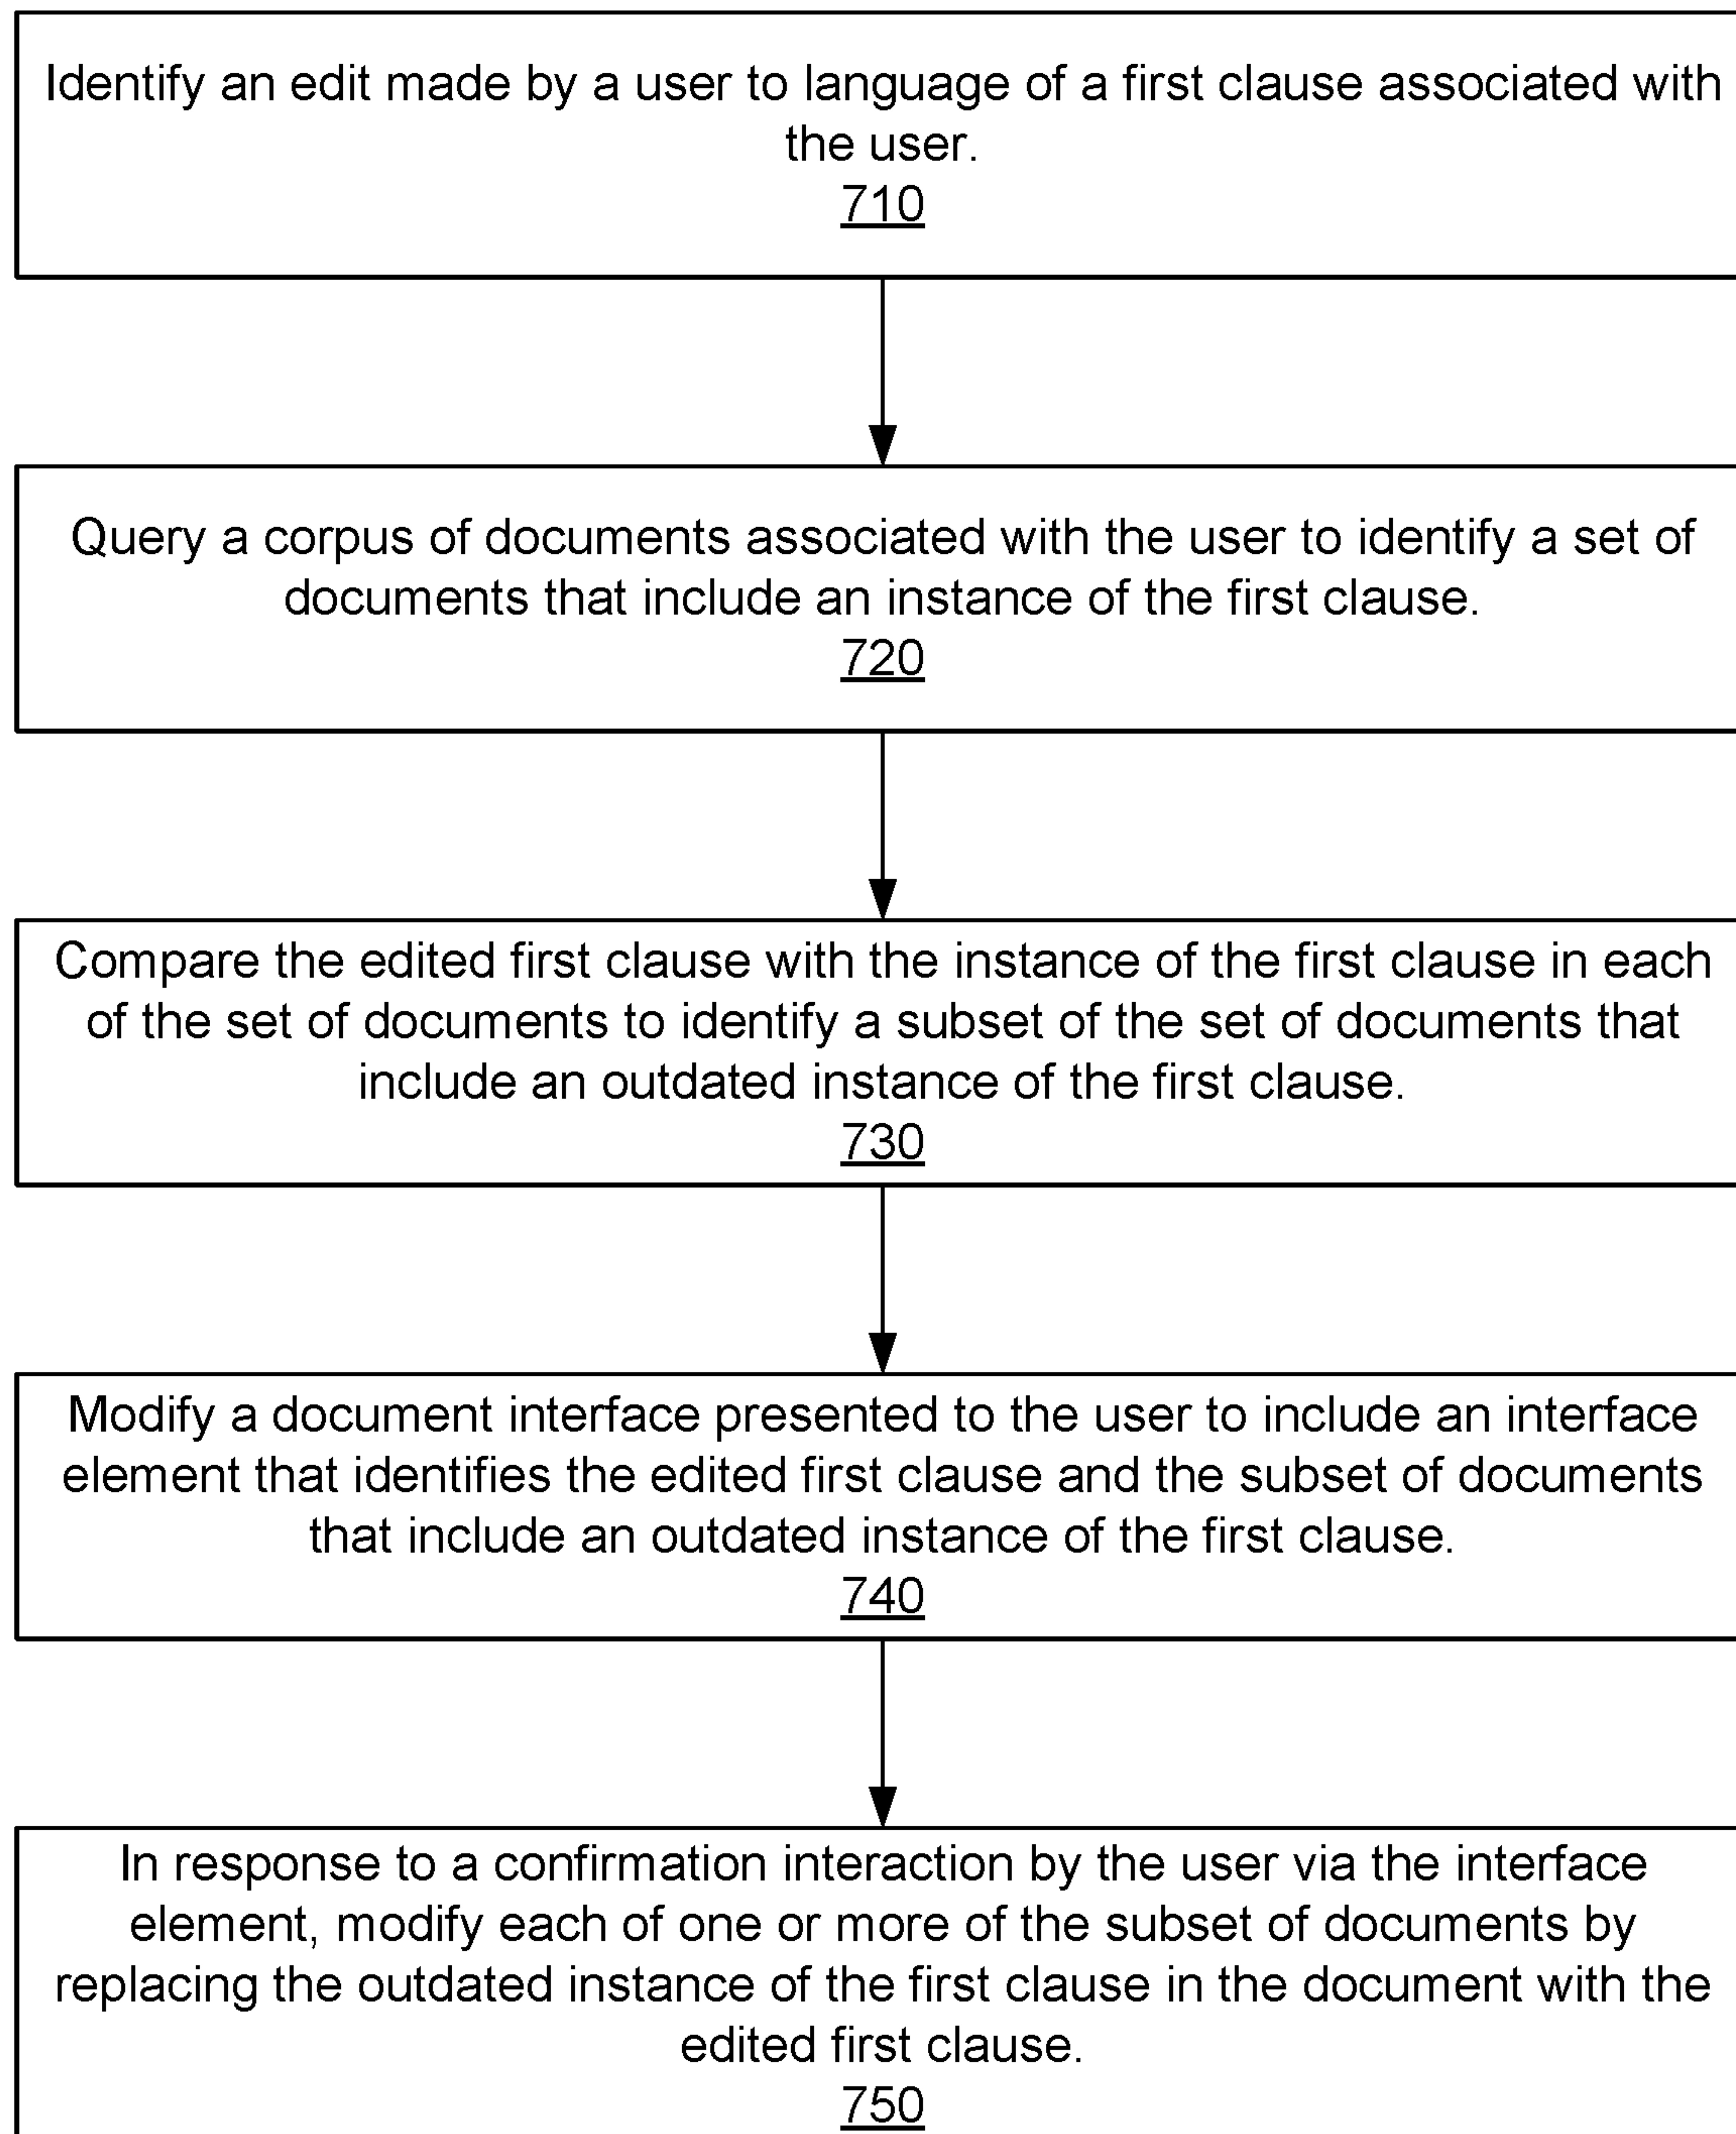 Identify an edit made by a user to language of a first clause associated with
the user.
710
Query a corpus of documents associated with the user to identify a set of
documents that include an instance of the first clause.
720
Compare the edited first clause with the instance of the first clause in each
of the set of documents to identify a subset of the set of documents that
include an outdated instance of the first clause.
730
Modify a document interface presented to the user to include an interface
element that identifies the edited first clause and the subset of documents
that include an outdated instance of the first clause.
740
In response to a confirmation interaction by the user via the interface
element, modify each of one or more of the subset of documents by
replacing the outdated instance of the first clause in the document with the
edited first clause.
750